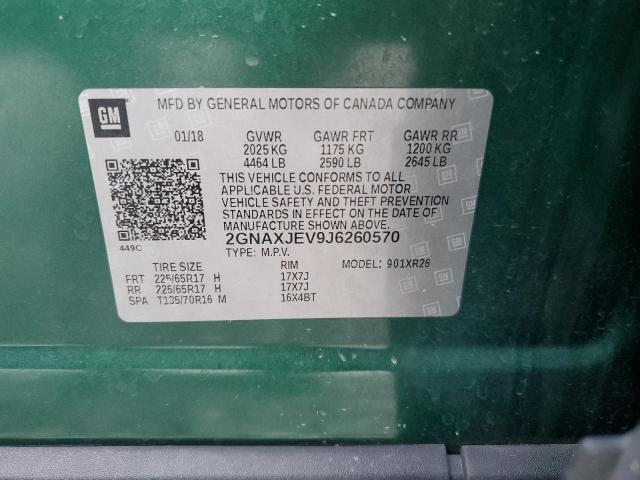 GM
MFD BY GENERAL MOTORS OF CANADA COMPANY
01/18 GVWR GAWR FRT GAWR RR
2025 KG 1175 KG 1200 KG
4464 LB 2590 LB 2645 LB
THIS VEHICLE CONFORMS TO ALL
APPLICABLE U.S. FEDERAL MOTOR
VEHICLE SAFETY AND THEFT PREVENTION
STANDARDS IN EFFECT ON THE DATE OF
MANUFACTURE SHOWN ABOVE.
449C 2GNAXJEV9J6260570
TYPE: M.P.V.
TIRE SIZE RIM MODEL: 901XR26
FRT 225/65R17 H 17X7J
RR 225/65R17 H 17X7J
SPA T135/70R16 M 16X4BT